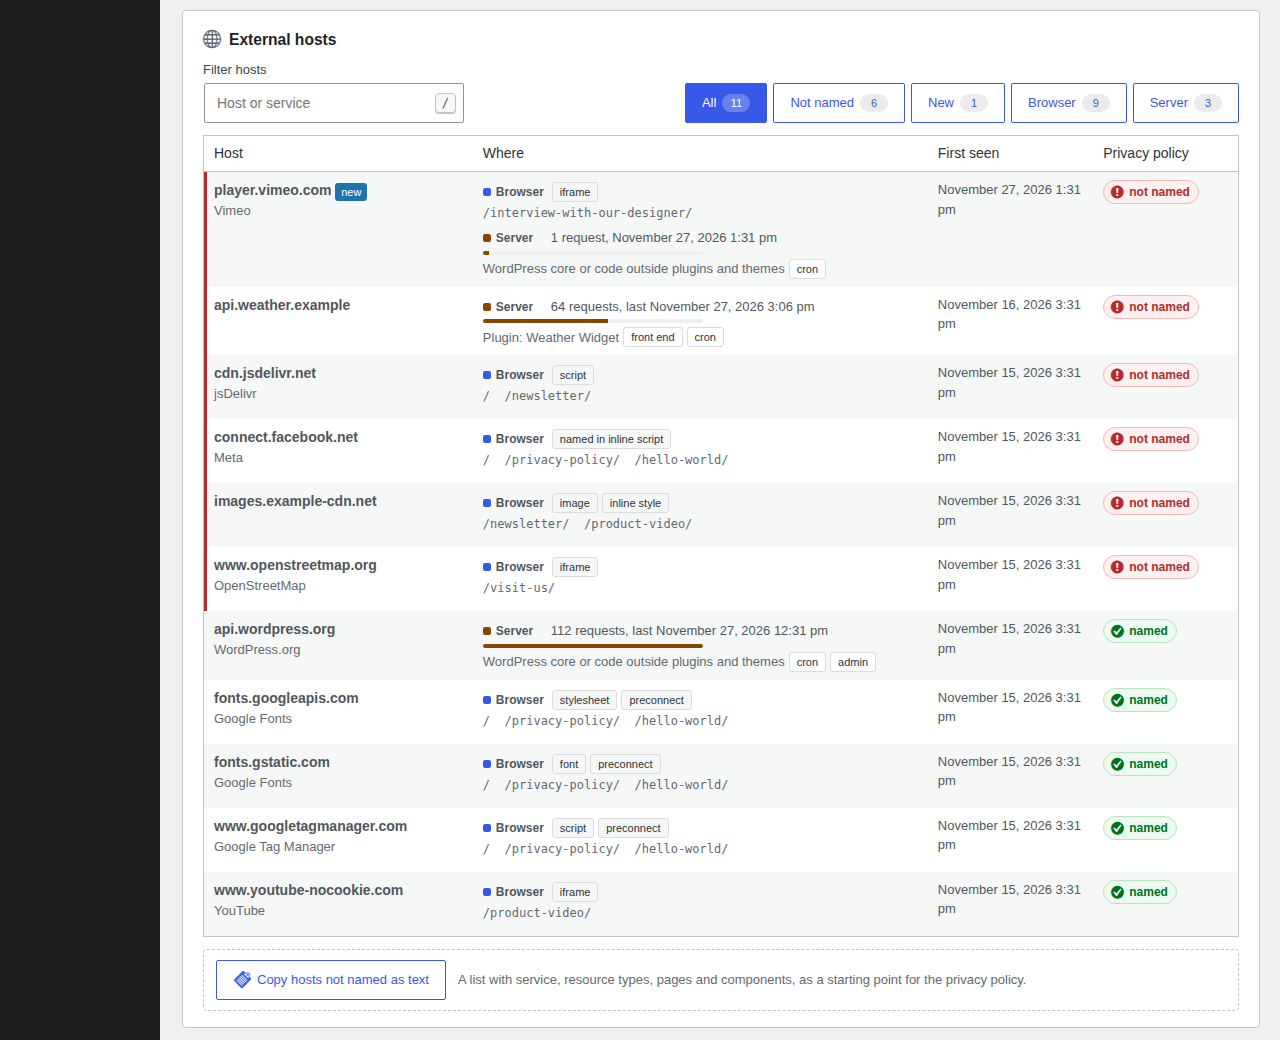 External hosts
Filter hosts
Host or service /
All 11 Not named 6 New 1 Browser 9 Server 3
Host Where First seen Privacy policy
player.vimeo.com new Browser iframe November 27, 2026 1:31 pm not named
Vimeo /interview-with-our-designer/
Server 1 request, November 27, 2026 1:31 pm
WordPress core or code outside plugins and themes cron
api.weather.example Server 64 requests, last November 27, 2026 3:06 pm November 16, 2026 3:31 pm not named
Plugin: Weather Widget front end cron
cdn.jsdelivr.net Browser script November 15, 2026 3:31 pm not named
jsDelivr / /newsletter/
connect.facebook.net Browser named in inline script November 15, 2026 3:31 pm not named
Meta / /privacy-policy/ /hello-world/
images.example-cdn.net Browser image inline style November 15, 2026 3:31 pm not named
/newsletter/ /product-video/
www.openstreetmap.org Browser iframe November 15, 2026 3:31 pm not named
OpenStreetMap /visit-us/
api.wordpress.org Server 112 requests, last November 27, 2026 12:31 pm November 15, 2026 3:31 pm named
WordPress.org
WordPress core or code outside plugins and themes cron admin
fonts.googleapis.com Browser stylesheet preconnect November 15, 2026 3:31 pm named
Google Fonts / /privacy-policy/ /hello-world/
fonts.gstatic.com Browser font preconnect November 15, 2026 3:31 pm named
Google Fonts / /privacy-policy/ /hello-world/
www.googletagmanager.com Browser script preconnect November 15, 2026 3:31 pm named
Google Tag Manager / /privacy-policy/ /hello-world/
www.youtube-nocookie.com Browser iframe November 15, 2026 3:31 pm named
YouTube /product-video/
Copy hosts not named as text A list with service, resource types, pages and components, as a starting point for the privacy policy.